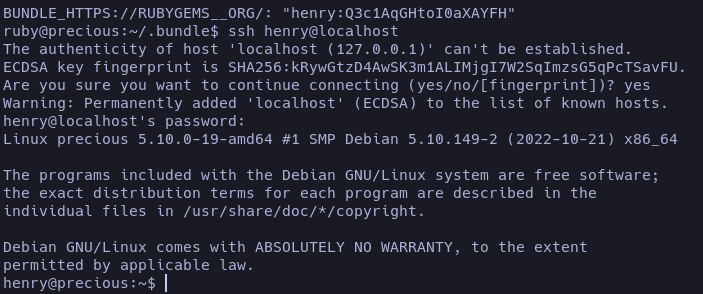 BUNDLE_HTTPS://RUBYGEMS__ORG/: "henry:Q3c1AqGHtoI0aXAYFH"
ruby@precious:~/.bundle$ ssh henry@localhost
The authenticity of host 'localhost (127.0.0.1)' can't be established.
ECDSA key fingerprint is SHA256:kRywGtzD4AwSK3m1ALIMjgI7W2SqImzsG5qPcTSavFU.
Are you sure you want to continue connecting (yes/no/[fingerprint])? yes
Warning: Permanently added 'localhost' (ECDSA) to the list of known hosts.
henry@localhost's password:
Linux precious 5.10.0-19-amd64 #1 SMP Debian 5.10.149-2 (2022-10-21) x86_64
The programs included with the Debian GNU/Linux system are free software;
the exact distribution terms for each program are described in the
individual files in /usr/share/doc/*/copyright.
Debian GNU/Linux comes with ABSOLUTELY NO WARRANTY, to the extent
permitted by applicable law.
henry@precious:~$